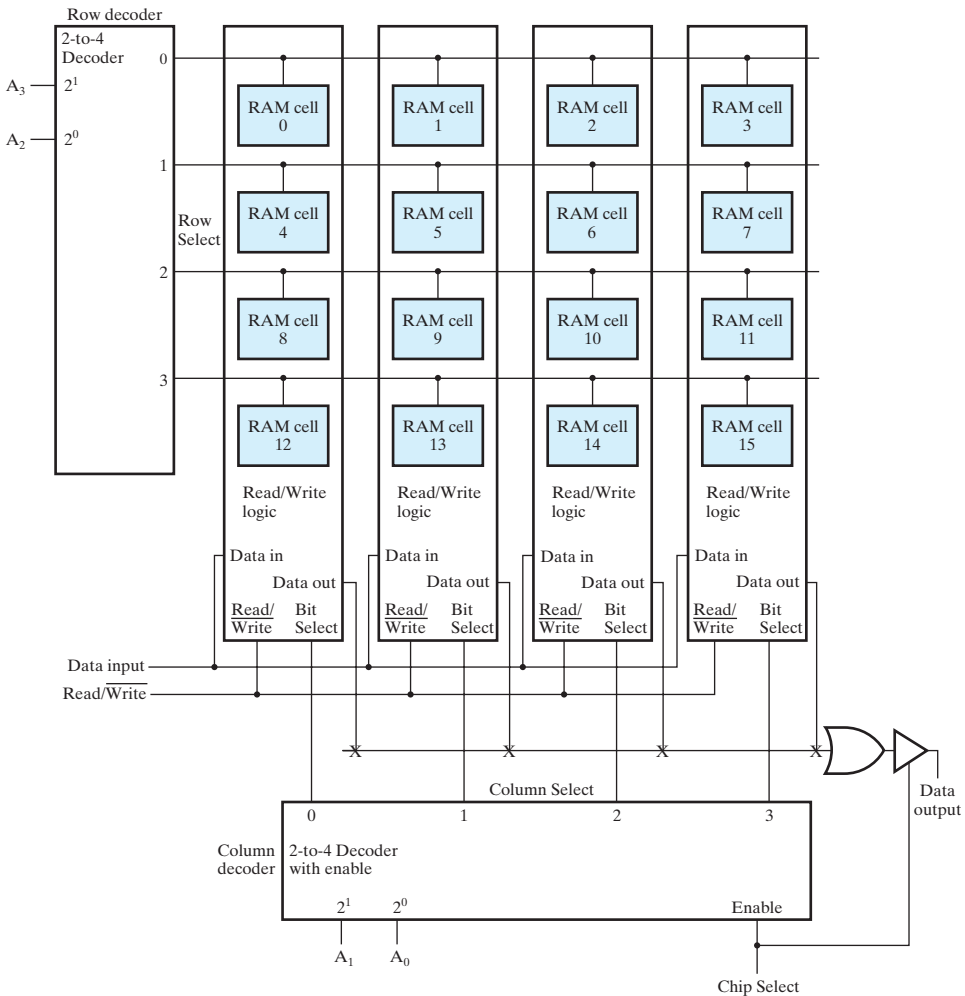 Row decoder
2-to-4
Decoder
A3
2^1
A2
2^0
0
1
Row
Select
2
3
RAM cell
0
RAM cell
1
RAM cell
2
RAM cell
3
RAM cell
4
RAM cell
5
RAM cell
6
RAM cell
7
RAM cell
8
RAM cell
9
RAM cell
10
RAM cell
11
RAM cell
12
RAM cell
13
RAM cell
14
RAM cell
15
Read/Write
logic
Read/Write
logic
Read/Write
logic
Read/Write
logic
Data in
Data in
Data in
Data in
Data out
Data out
Data out
Data out
Read/
Write
Bit
Select
Read/
Write
Bit
Select
Read/
Write
Bit
Select
Read/
Write
Bit
Select
Data input
Read/Write
X
X
X
X
Data
output
Column Select
0
1
2
3
Column
decoder
2-to-4 Decoder
with enable
2^1
2^0
Enable
A1
A0
Chip Select